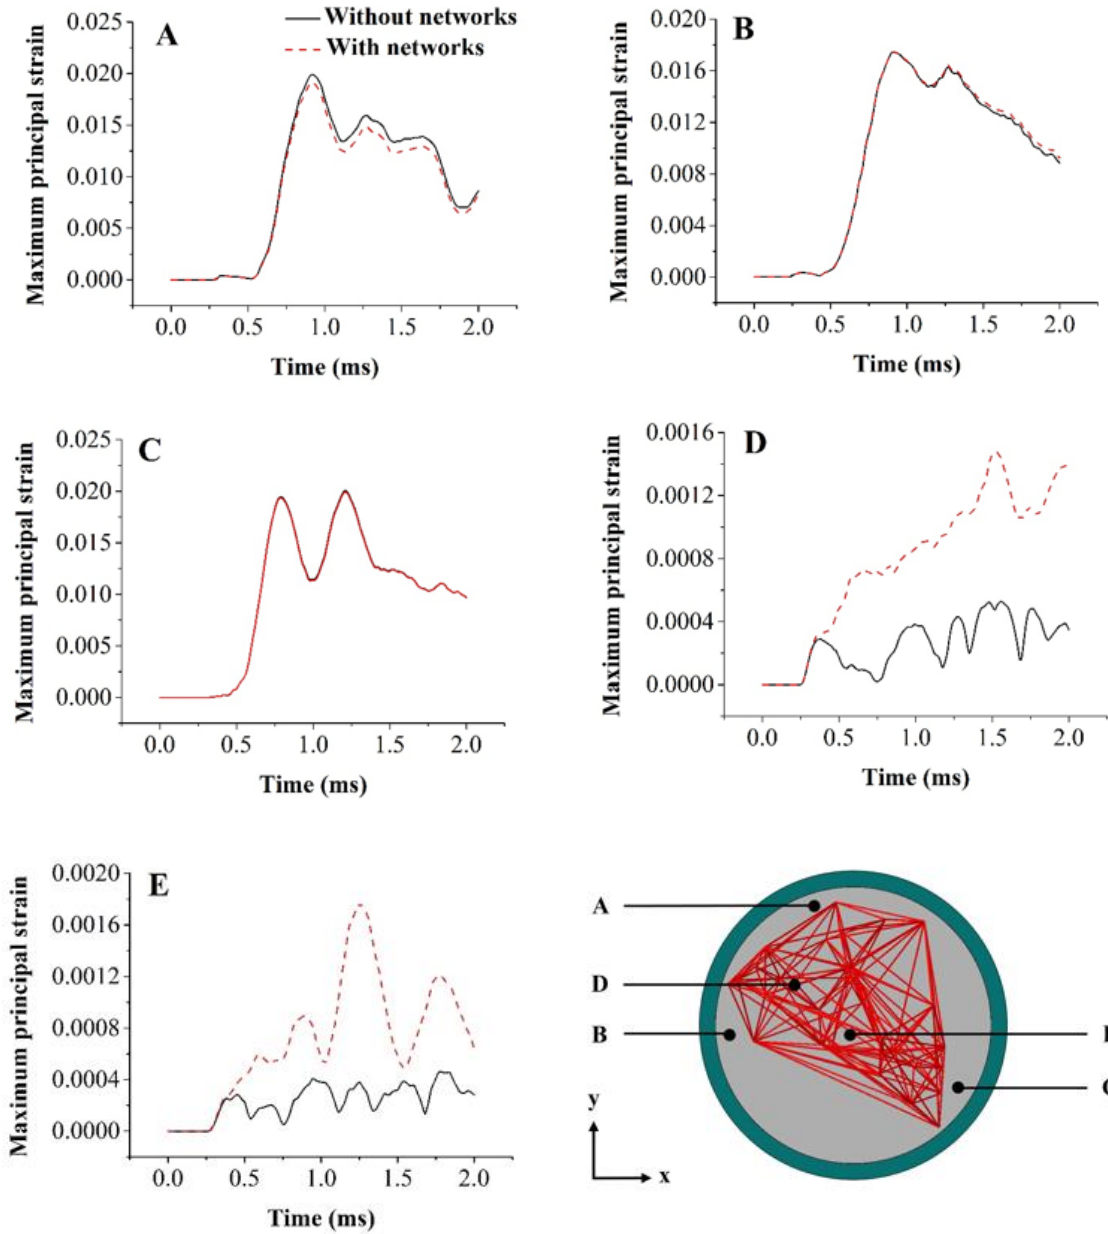 A
Without networks
With networks
Maximum principal strain
0.025
0.020
0.015
0.010
0.005
0.000
0.0 0.5 1.0 1.5 2.0
Time (ms)
B
Maximum principal strain
0.020
0.016
0.012
0.008
0.004
0.000
0.0 0.5 1.0 1.5 2.0
Time (ms)
C
Maximum principal strain
0.025
0.020
0.015
0.010
0.005
0.000
0.0 0.5 1.0 1.5 2.0
Time (ms)
D
Maximum principal strain
0.0016
0.0012
0.0008
0.0004
0.0000
0.0 0.5 1.0 1.5 2.0
Time (ms)
E
Maximum principal strain
0.0020
0.0016
0.0012
0.0008
0.0004
0.0000
0.0 0.5 1.0 1.5 2.0
Time (ms)
A
D
B
y
x